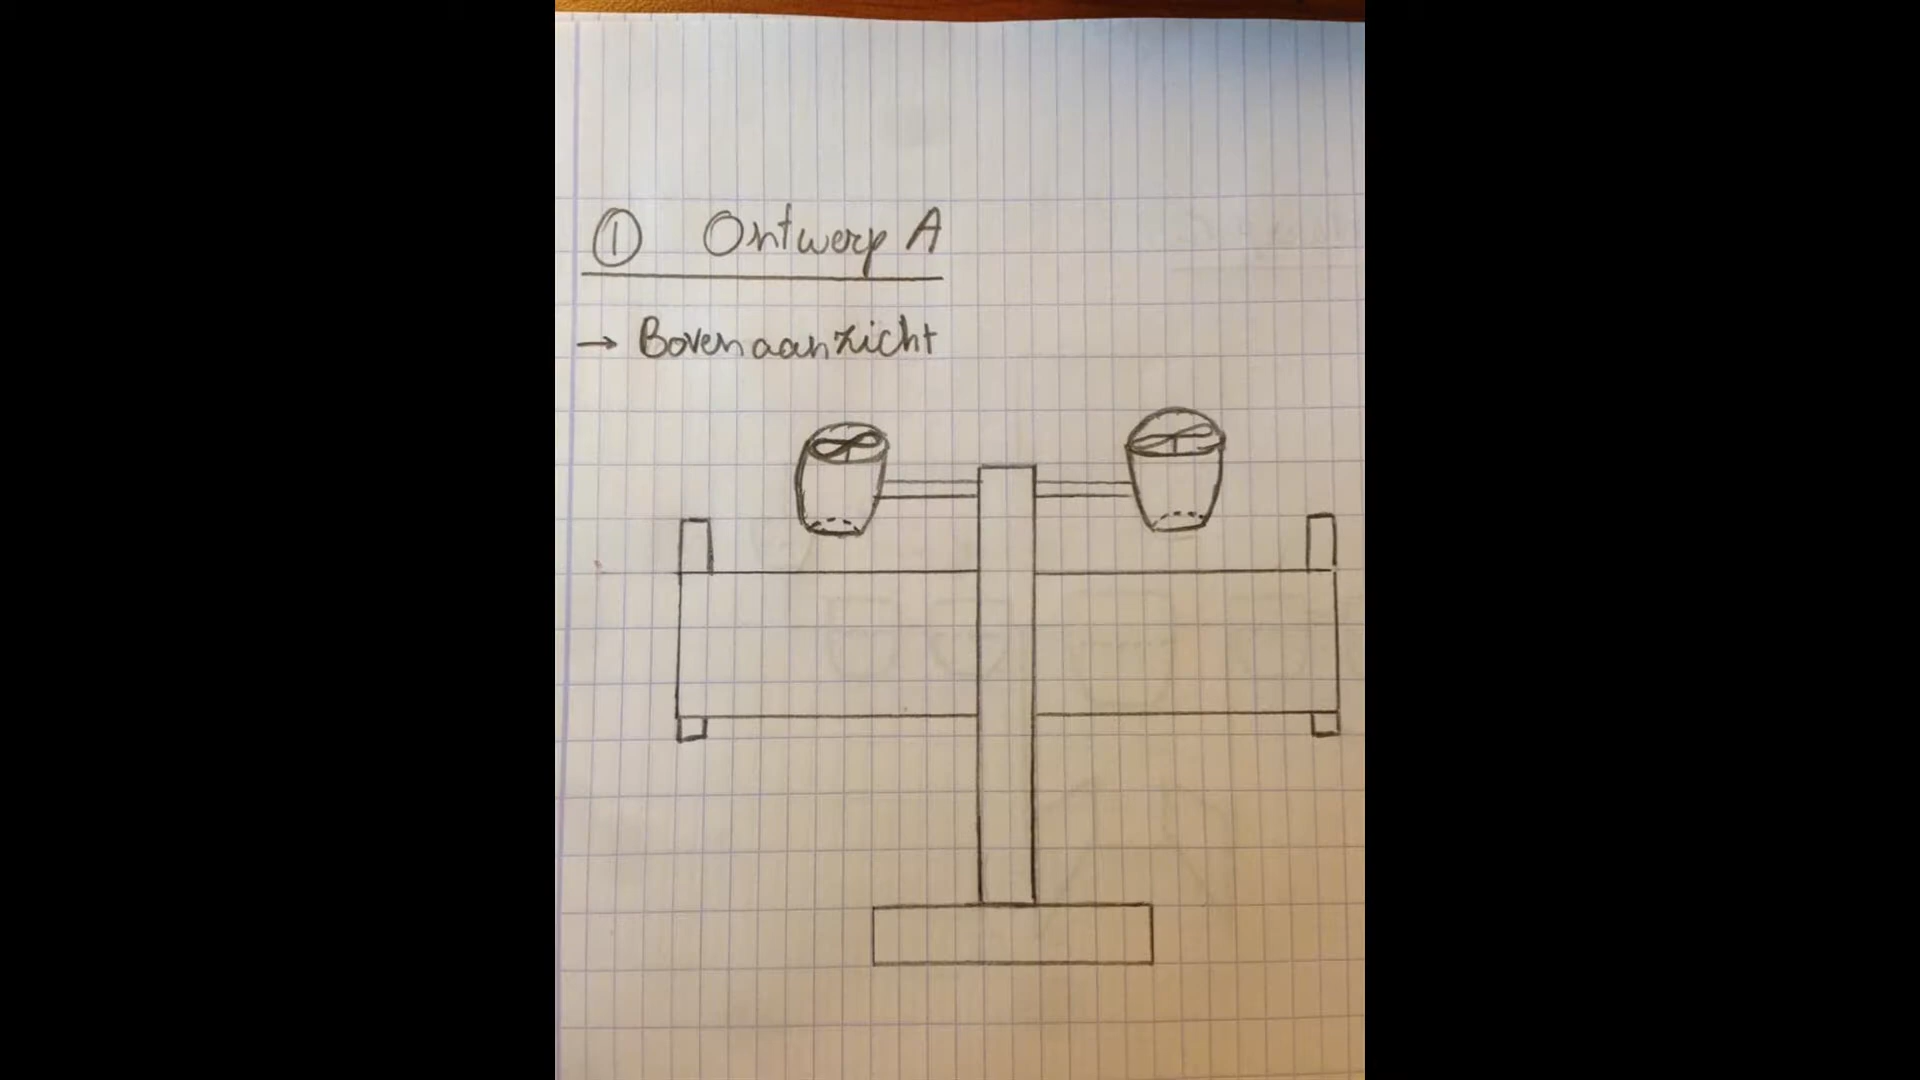 ① Ontwerp A
→ Bovenaanzicht